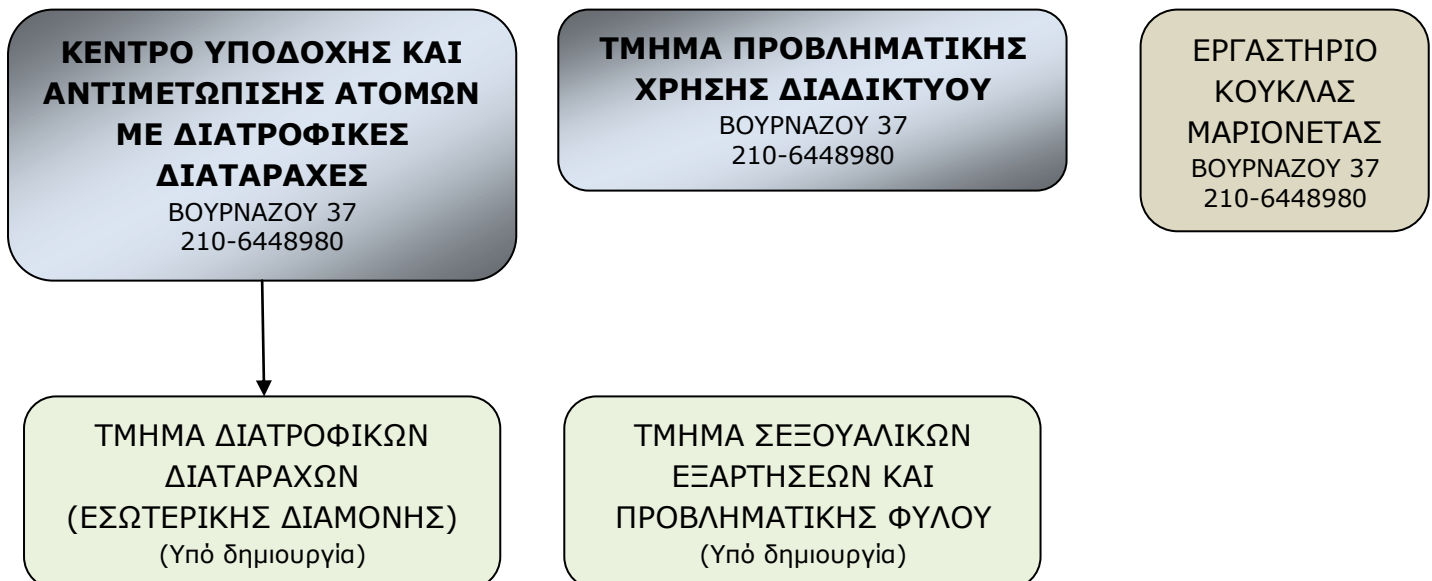 ΚΕΝΤΡΟ ΥΠΟΔΟΧΗΣ ΚΑΙ
ΑΝΤΙΜΕΤΩΠΙΣΗΣ ΑΤΟΜΩΝ
ΜΕ ΔΙΑΤΡΟΦΙΚΕΣ
ΔΙΑΤΑΡΑΧΕΣ
ΒΟΥΡΝΑΖΟΥ 37
210-6448980
ΤΜΗΜΑ ΠΡΟΒΛΗΜΑΤΙΚΗΣ
ΧΡΗΣΗΣ ΔΙΑΔΙΚΤΥΟΥ
ΒΟΥΡΝΑΖΟΥ 37
210-6448980
ΕΡΓΑΣΤΗΡΙΟ
ΚΟΥΚΛΑΣ
ΜΑΡΙΟΝΕΤΑΣ
ΒΟΥΡΝΑΖΟΥ 37
210-6448980
ΤΜΗΜΑ ΔΙΑΤΡΟΦΙΚΩΝ
ΔΙΑΤΑΡΑΧΩΝ
(ΕΣΩΤΕΡΙΚΗΣ ΔΙΑΜΟΝΗΣ)
(Υπό δημιουργία)
ΤΜΗΜΑ ΣΕΞΟΥΑΛΙΚΩΝ
ΕΞΑΡΤΗΣΕΩΝ ΚΑΙ
ΠΡΟΒΛΗΜΑΤΙΚΗΣ ΦΥΛΟΥ
(Υπό δημιουργία)